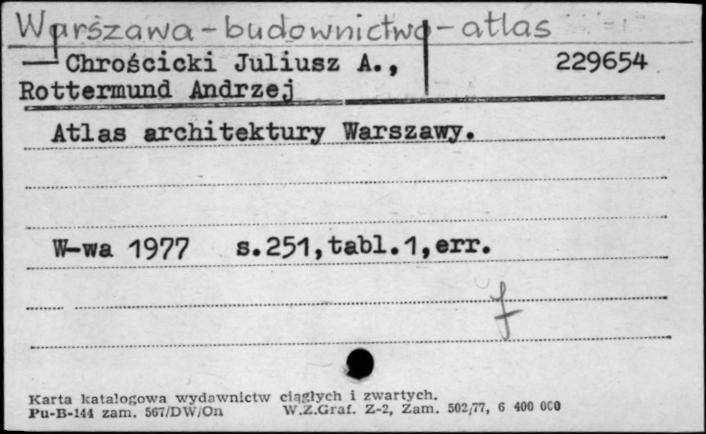 Warszawa - budownictwo - atlas
Chrościcki Juliusz A., 229654
Rottermund Andrzej
Atlas architektury Warszawy.
W-wa 1977 s.251,tabl.1,err.
f
Karta katalogowa wydawnictw ciągłych i zwartych.
Pu-B-144 zam. 567/DW/On W.Z.Graf. Z-2, Zam. 502/77, 6 400 000